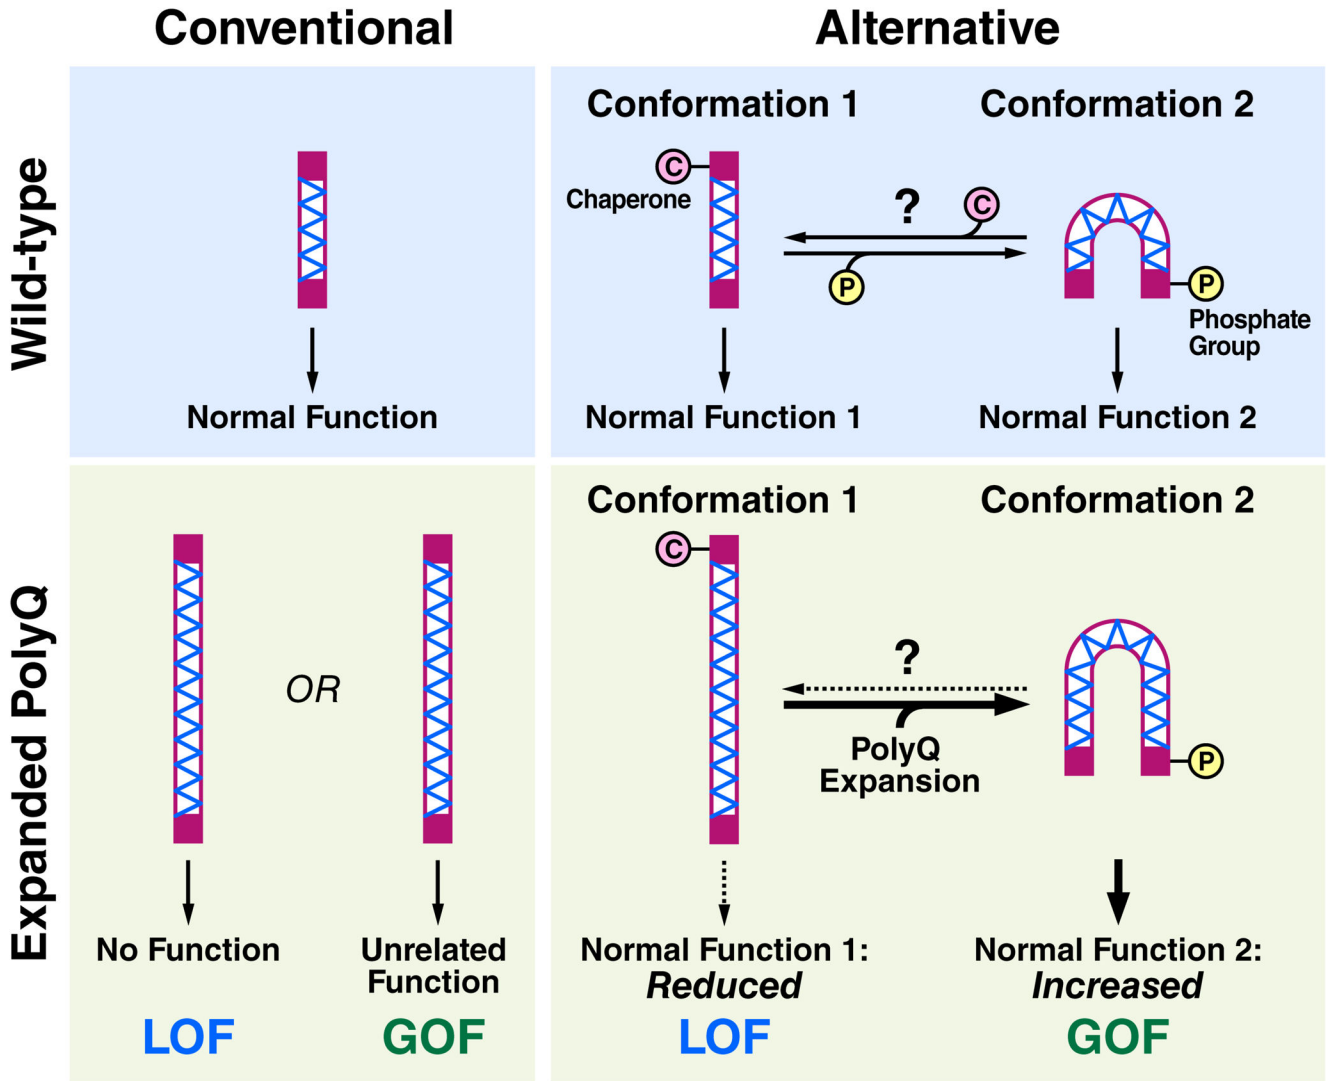 Conventional
Alternative
Wild-type
Conformation 1
Conformation 2
C
Chaperone
?
C
P
P
Phosphate
Group
Normal Function
Normal Function 1
Normal Function 2
Expanded PolyQ
Conformation 1
Conformation 2
C
OR
?
PolyQ
Expansion
P
No Function
Unrelated
Function
Normal Function 1:
Reduced
Normal Function 2:
Increased
LOF
GOF
LOF
GOF